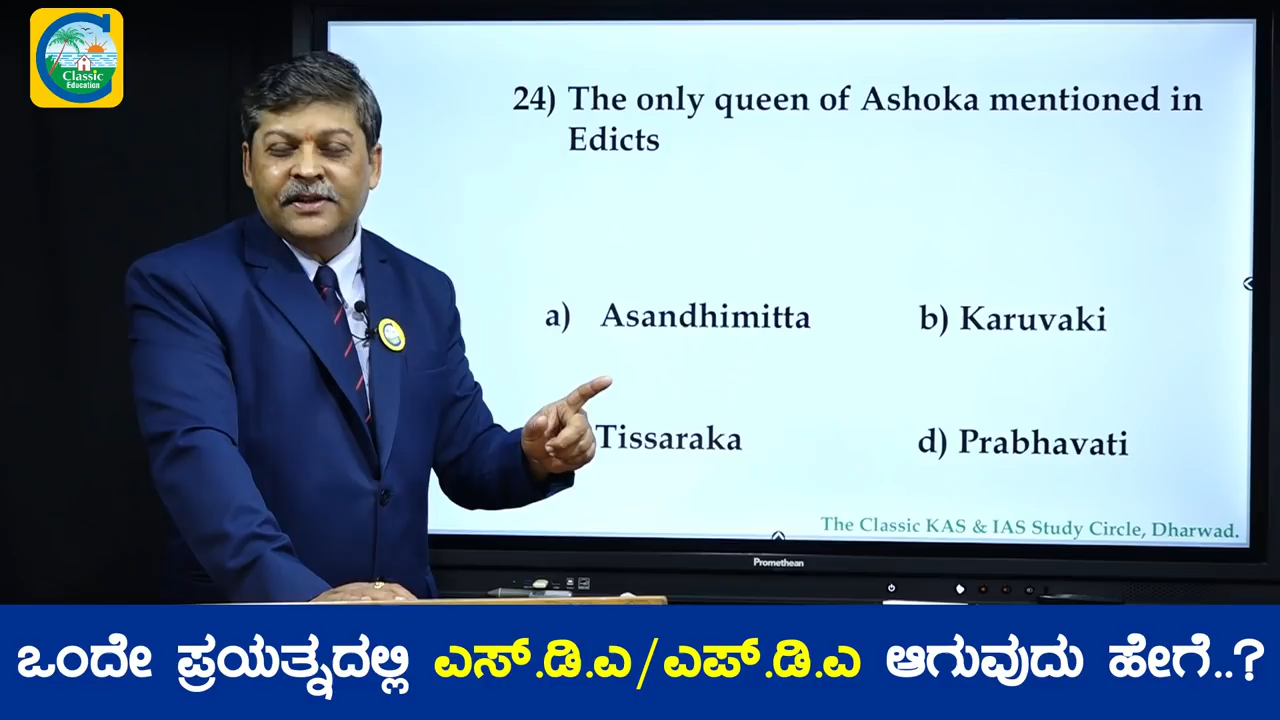 Classic
Education
24) The only queen of Ashoka mentioned in
Edicts
a) Asandhimitta
b) Karuvaki
Tissaraka
d) Prabhavati
The Classic KAS & IAS Study Circle, Dharwad.
Promethean
ಒಂದೇ ಪ್ರಯತ್ನದಲ್ಲಿ ಎಸ್.ಡಿ.ಎ/ಎಪ್.ಡಿ.ಎ ಆಗುವುದು ಹೇಗೆ..?